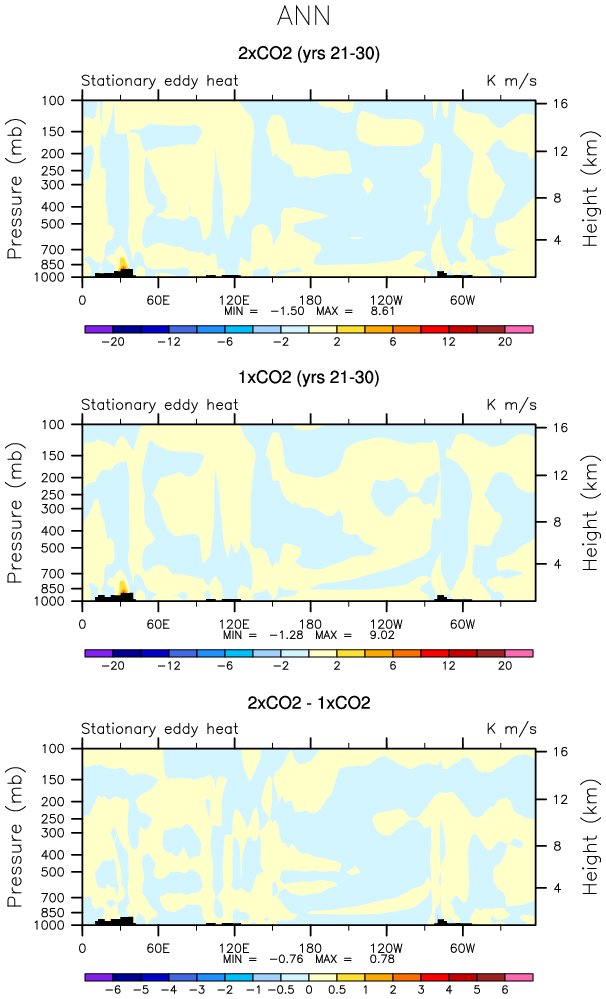 ANN
2xCO2 (yrs 21-30)
Stationary eddy heat K m/s
Pressure (mb)
100
150
200
250
300
400
500
700
850
1000
16
12
8
4
Height (km)
0 60E 120E 180 120W 60W
MIN = -1.50 MAX = 8.61
-20 -12 -6 -2 2 6 12 20
1xCO2 (yrs 21-30)
Stationary eddy heat K m/s
Pressure (mb)
100
150
200
250
300
400
500
700
850
1000
16
12
8
4
Height (km)
0 60E 120E 180 120W 60W
MIN = -1.28 MAX = 9.02
-20 -12 -6 -2 2 6 12 20
2xCO2 - 1xCO2
Stationary eddy heat K m/s
Pressure (mb)
100
150
200
250
300
400
500
700
850
1000
16
12
8
4
Height (km)
0 60E 120E 180 120W 60W
MIN = -0.76 MAX = 0.78
-6 -5 -4 -3 -2 -1 -0.5 0 0.5 1 2 3 4 5 6